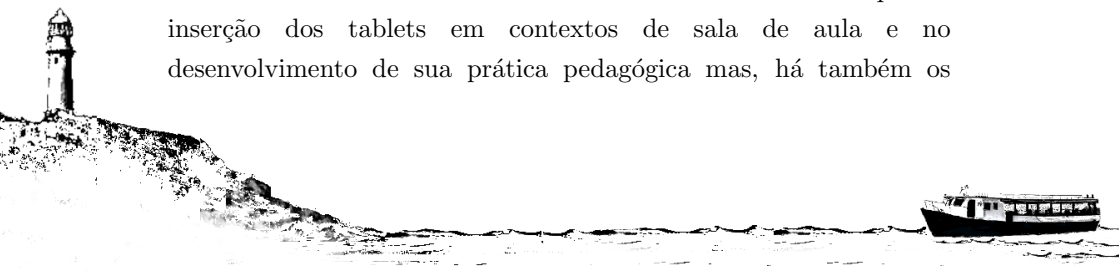 inserção dos tablets em contextos de sala de aula e no
desenvolvimento de sua prática pedagógica mas, há também os